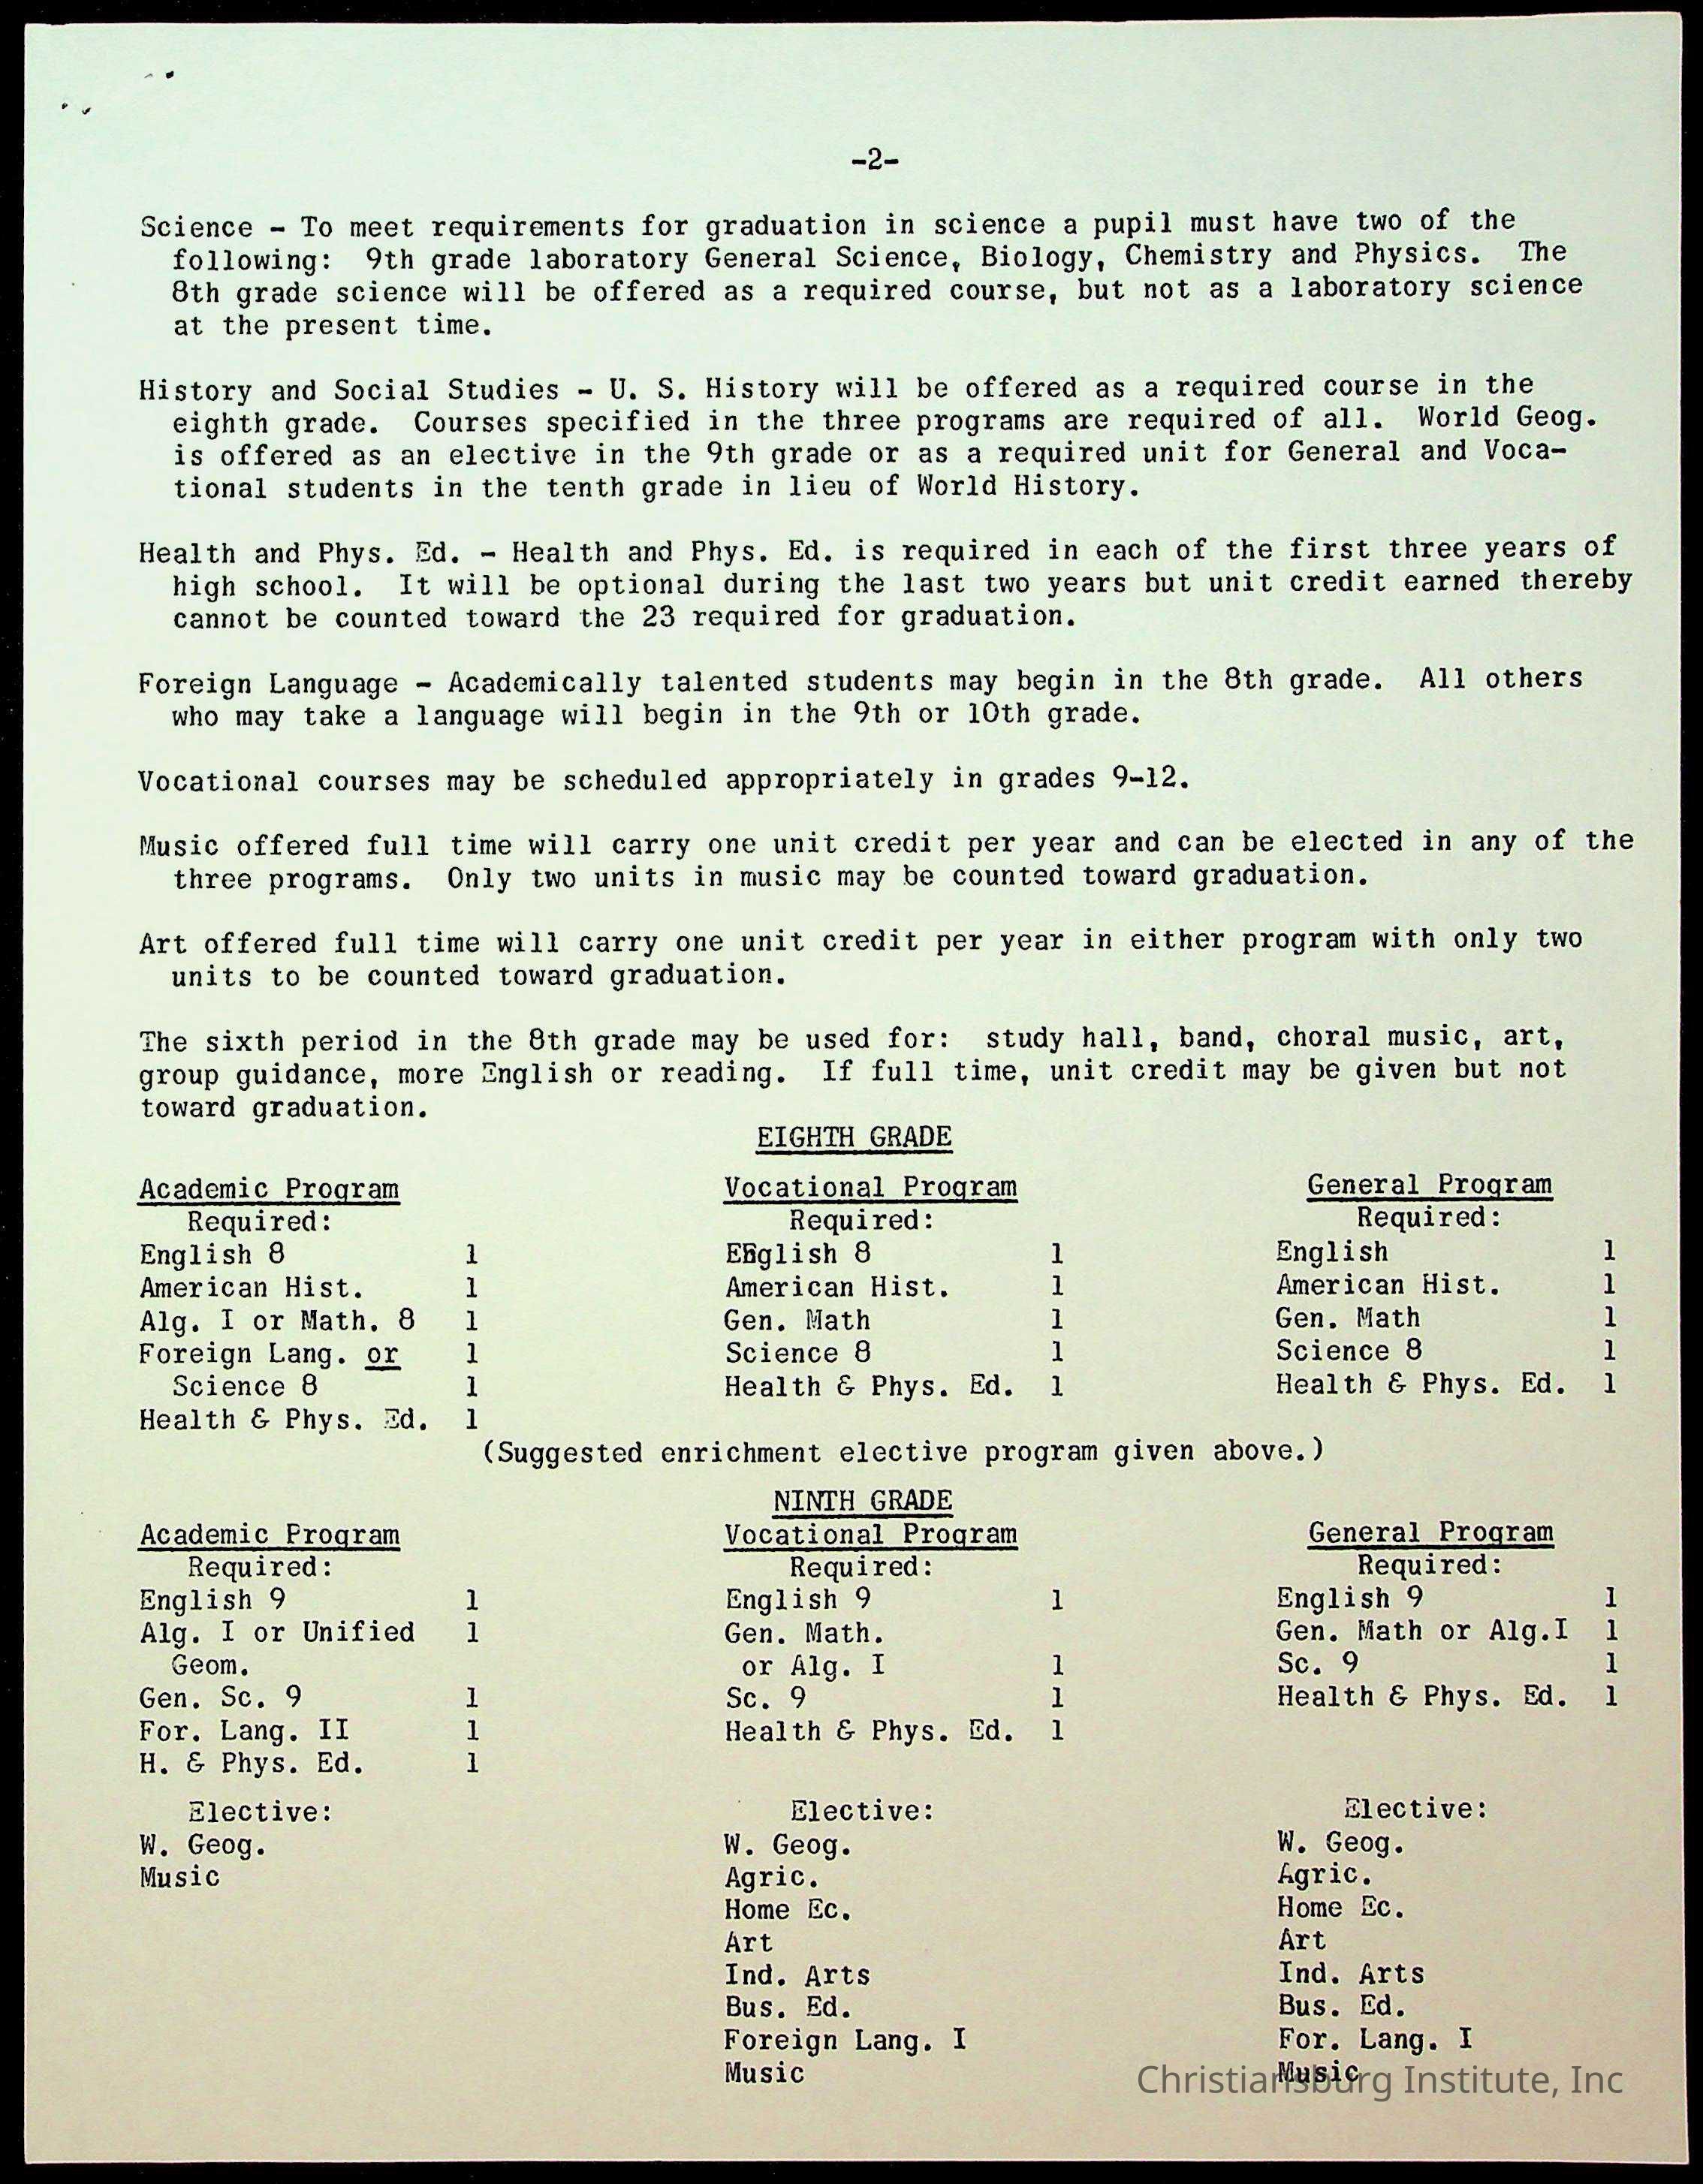 -2-
Science - To meet requirements for graduation in science a pupil must have two of the
following: 9th grade laboratory General Science, Biology, Chemistry and Physics. The
8th grade science will be offered as a required course, but not as a laboratory science
at the present time.
History and Social Studies - U. S. History will be offered as a required course in the
eighth grade. Courses specified in the three programs are required of all. World Geog.
is offered as an elective in the 9th grade or as a required unit for General and Voca-
tional students in the tenth grade in lieu of World History.
Health and Phys. Ed. - Health and Phys. Ed. is required in each of the first three years of
high school. It will be optional during the last two years but unit credit earned thereby
cannot be counted toward the 23 required for graduation.
Foreign Language - Academically talented students may begin in the 8th grade. All others
who may take a language will begin in the 9th or 10th grade.
Vocational courses may be scheduled appropriately in grades 9-12.
Music offered full time will carry one unit credit per year and can be elected in any of the
three programs. Only two units in music may be counted toward graduation.
Art offered full time will carry one unit credit per year in either program with only two
units to be counted toward graduation.
The sixth period in the 8th grade may be used for: study hall, band, choral music, art,
group guidance, more English or reading. If full time, unit credit may be given but not
toward graduation.
EIGHTH GRADE
Academic Program Vocational Program General Program
Required: Required: Required:
English 8 1 English 8 1 English 1
American Hist. 1 American Hist. 1 American Hist. 1
Alg. I or Math. 8 1 Gen. Math 1 Gen. Math 1
Foreign Lang. or 1 Science 8 1 Science 8 1
Science 8 1 Health & Phys. Ed. 1 Health & Phys. Ed. 1
Health & Phys. Ed. 1
(Suggested enrichment elective program given above.)
NINTH GRADE
Academic Program Vocational Program General Program
Required: Required: Required:
English 9 1 English 9 1 English 9 1
Alg. I or Unified 1 Gen. Math. Gen. Math or Alg.I 1
Geom. or Alg. I 1 Sc. 9 1
Gen. Sc. 9 1 Sc. 9 1 Health & Phys. Ed. 1
For. Lang. II 1 Health & Phys. Ed. 1
H. & Phys. Ed. 1
Elective: Elective: Elective:
W. Geog. W. Geog. W. Geog.
Music Agric. Agric.
Home Ec. Home Ec.
Art Art
Ind. Arts Ind. Arts
Bus. Ed. Bus. Ed.
Foreign Lang. I For. Lang. I
Music Music
Christiansburg Institute, Inc